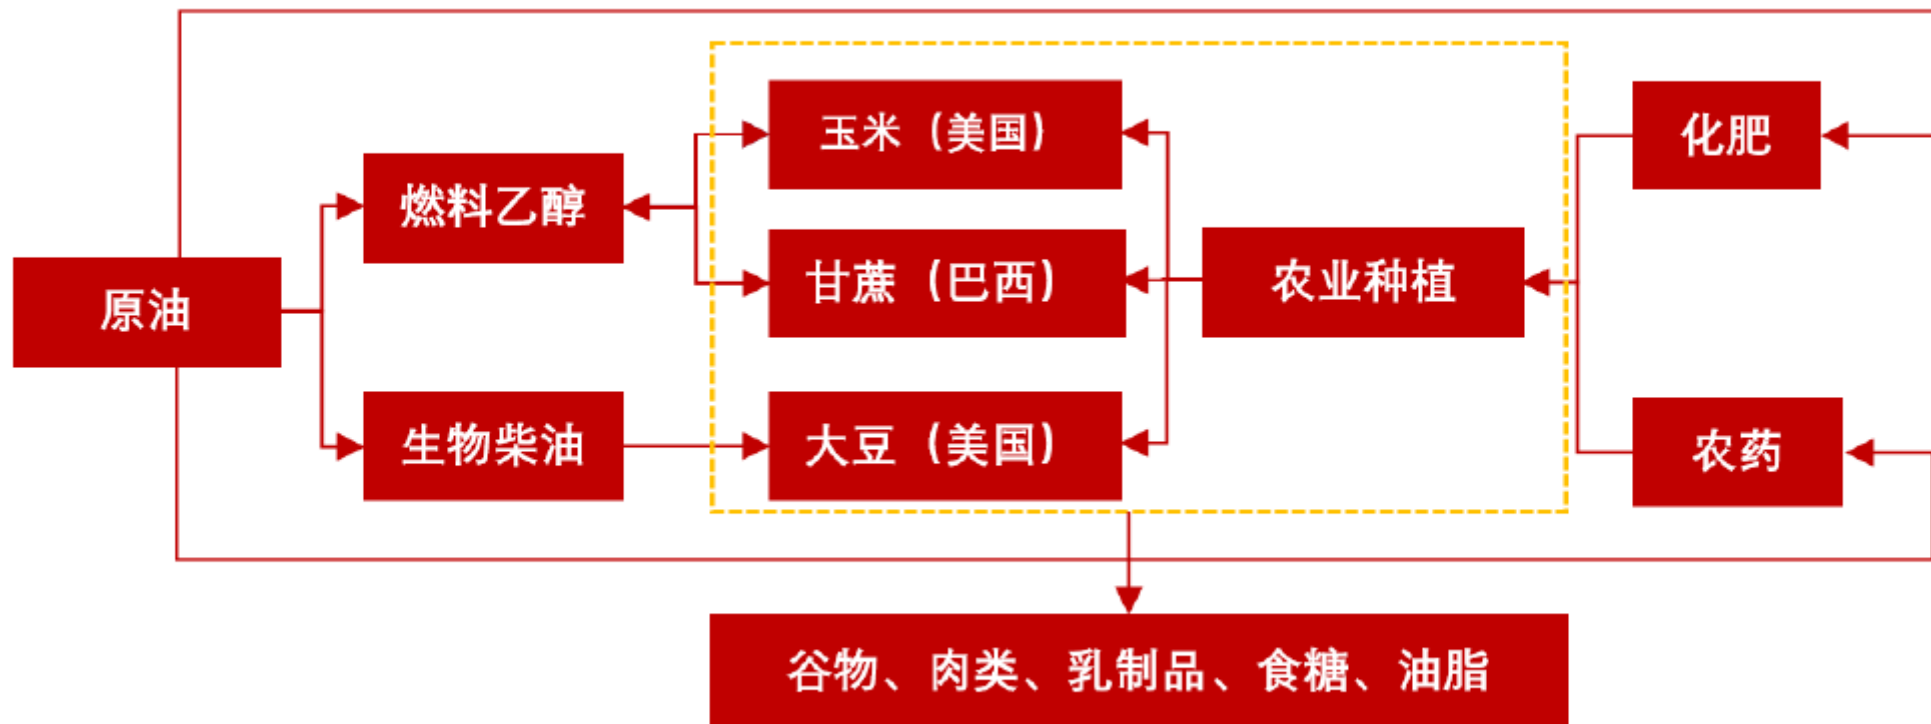 原油
燃料乙醇
生物柴油
玉米（美国）
甘蔗（巴西）
大豆（美国）
农业种植
化肥
农药
谷物、肉类、乳制品、食糖、油脂